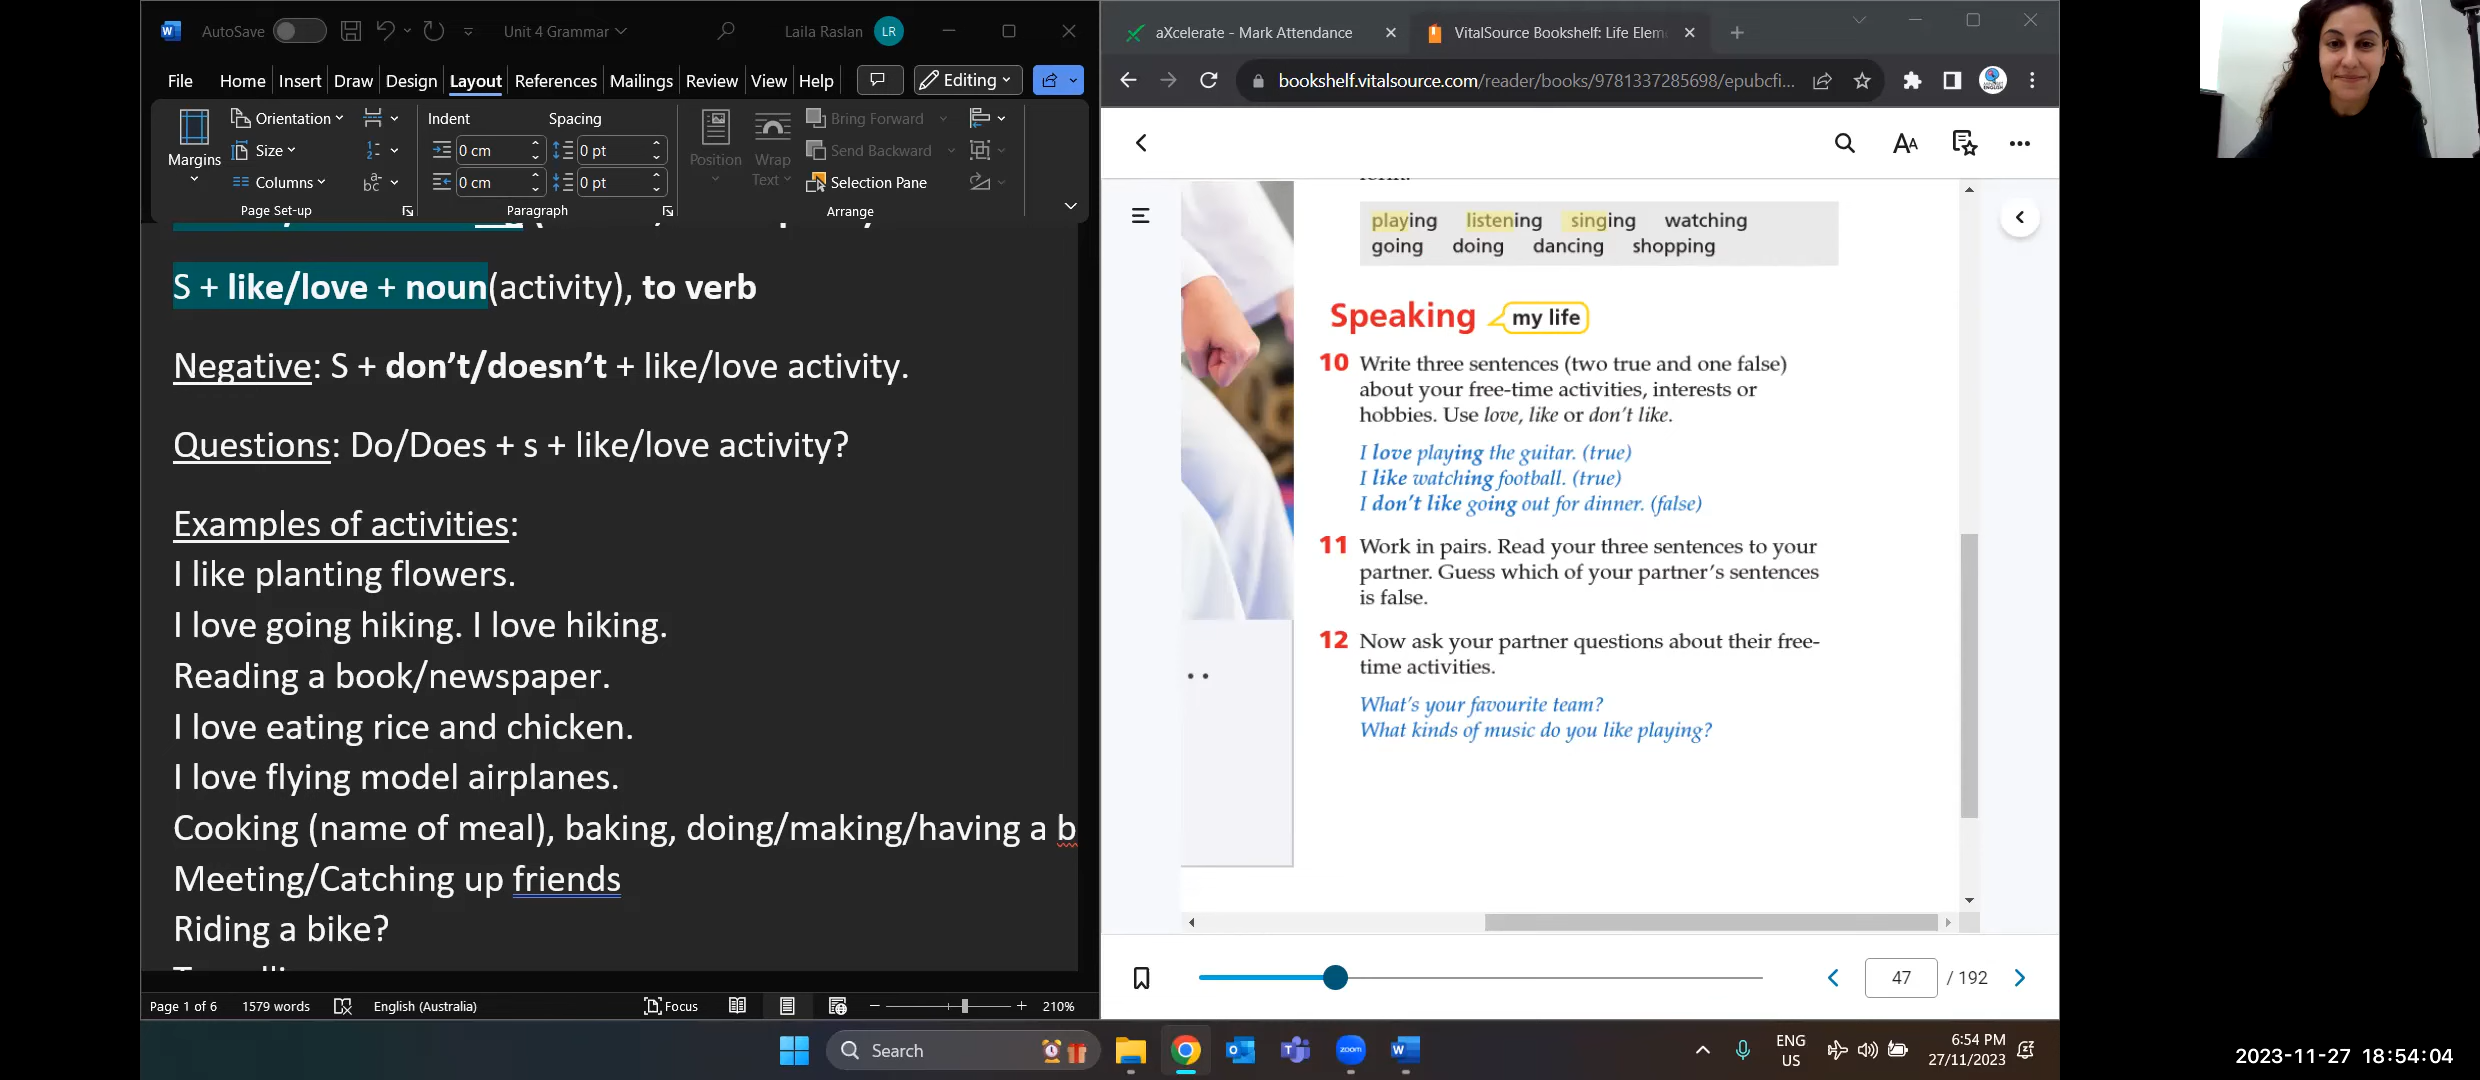 AutoSave
Unit 4 Grammar
Laila Raslan
LR
File Home Insert Draw Design Layout References Mailings Review View Help
Editing
Margins
Orientation
Size
Columns
Page Set-up
Indent
Spacing
0 cm
0 pt
0 cm
0 pt
Paragraph
Position
Wrap
Text
Bring Forward
Send Backward
Selection Pane
Arrange
S + like/love + noun(activity), to verb
Negative: S + don’t/doesn’t + like/love activity.
Questions: Do/Does + s + like/love activity?
Examples of activities:
I like planting flowers.
I love going hiking. I love hiking.
Reading a book/newspaper.
I love eating rice and chicken.
I love flying model airplanes.
Cooking (name of meal), baking, doing/making/having a b
Meeting/Catching up friends
Riding a bike?
Page 1 of 6
1579 words
English (Australia)
Focus
210%
aXcelerate - Mark Attendance
VitalSource Bookshelf: Life Elem
bookshelf.vitalsource.com/reader/books/9781337285698/epubcfi...
playing listening singing watching
going doing dancing shopping
Speaking my life
10 Write three sentences (two true and one false)
about your free-time activities, interests or
hobbies. Use love, like or don’t like.
I love playing the guitar. (true)
I like watching football. (true)
I don’t like going out for dinner. (false)
11 Work in pairs. Read your three sentences to your
partner. Guess which of your partner’s sentences
is false.
12 Now ask your partner questions about their free-
time activities.
What’s your favourite team?
What kinds of music do you like playing?
47 / 192
Search
zoom
ENG
US
6:54 PM
27/11/2023
2023-11-27 18:54:04